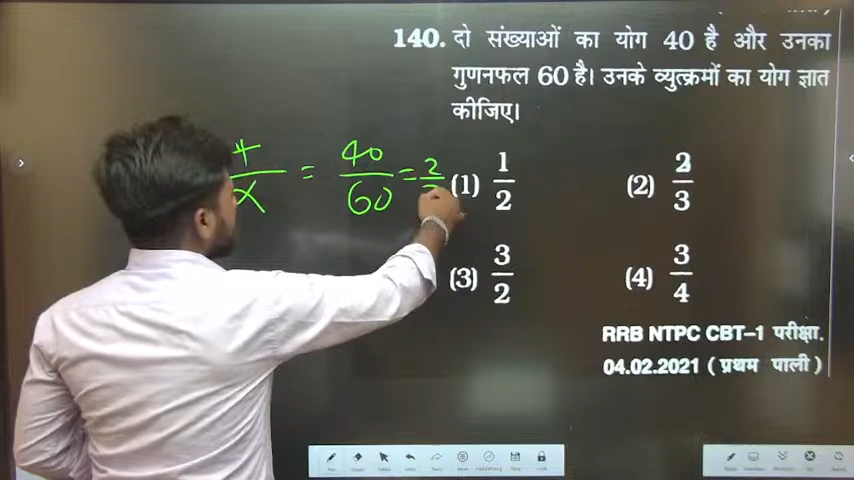 140. दो संख्याओं का योग 40 है और उनका
गुणनफल 60 है। उनके व्युत्क्रमों का योग ज्ञात
कीजिए।
+/× = 40/60 = 2/
(1) 1/2 (2) 2/3
(3) 3/2 (4) 3/4
RRB NTPC CBT–1 परीक्षा.
04.02.2021 (प्रथम पाली)